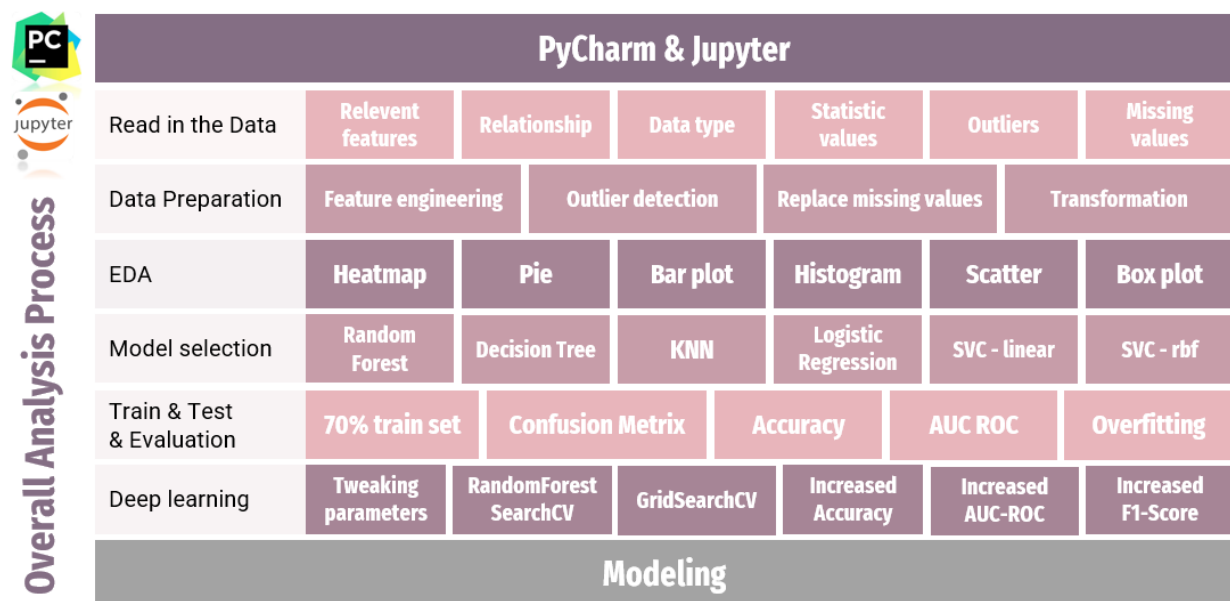 PC
PyCharm & Jupyter
jupyter
Overall Analysis Process
Read in the Data
Relevent
features
Relationship
Data type
Statistic
values
Outliers
Missing
values
Data Preparation
Feature engineering
Outlier detection
Replace missing values
Transformation
EDA
Heatmap
Pie
Bar plot
Histogram
Scatter
Box plot
Model selection
Random
Forest
Decision Tree
KNN
Logistic
Regression
SVC - linear
SVC - rbf
Train & Test
& Evaluation
70% train set
Confusion Metrix
Accuracy
AUC ROC
Overfitting
Deep learning
Tweaking
parameters
RandomForest
SearchCV
GridSearchCV
Increased
Accuracy
Increased
AUC-ROC
Increased
F1-Score
Modeling